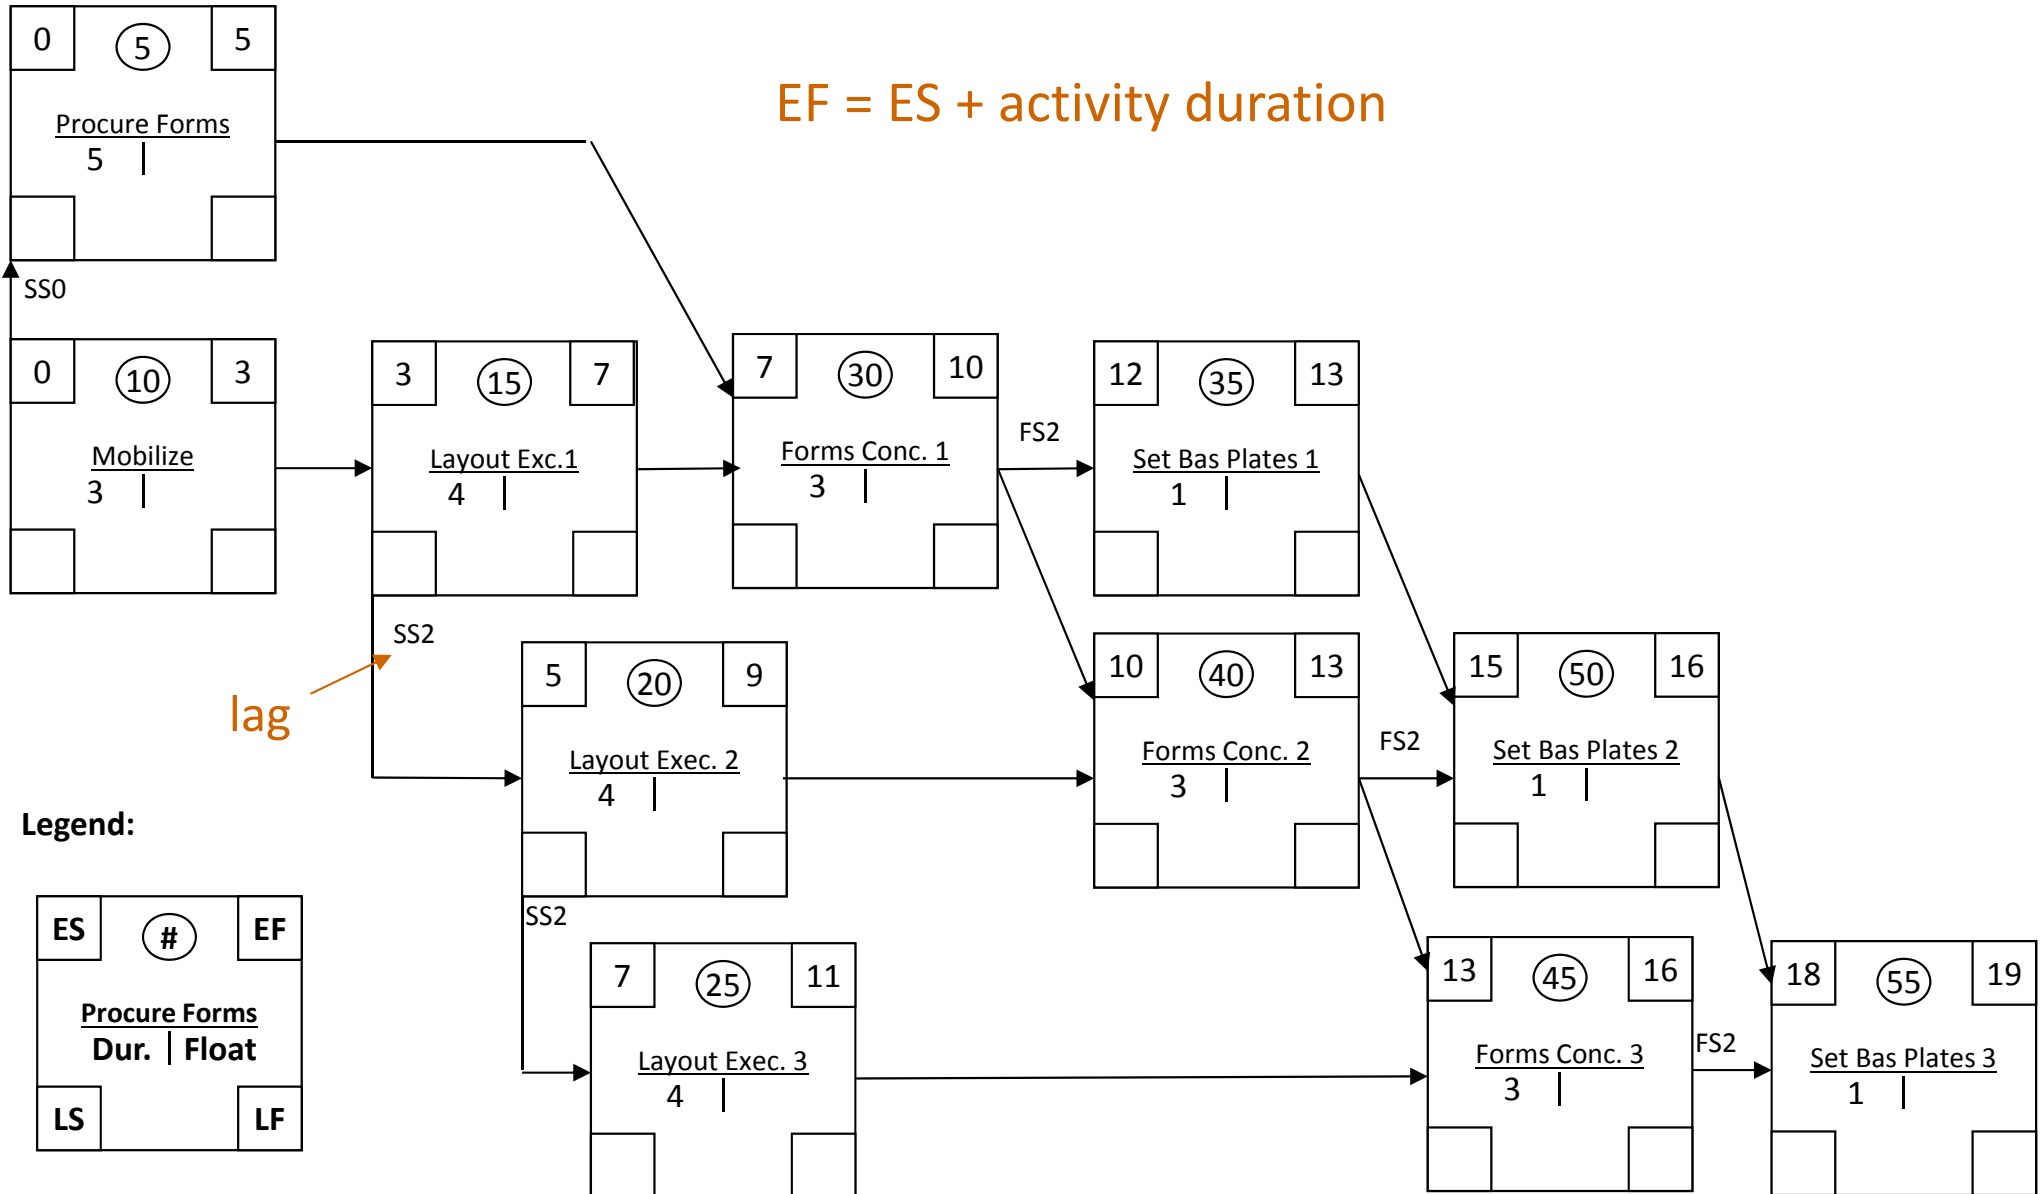 0 5 5
EF = ES + activity duration
Procure Forms
5
SS0
0 10 3
Mobilize
3
3 15 7
Layout Exc.1
4
7 30 10
Forms Conc. 1
3
FS2
12 35 13
Set Bas Plates 1
1
SS2
lag
5 20 9
Layout Exec. 2
4
10 40 13
Forms Conc. 2
3
FS2
15 50 16
Set Bas Plates 2
1
SS2
7 25 11
Layout Exec. 3
4
13 45 16
Forms Conc. 3
3
FS2
18 55 19
Set Bas Plates 3
1
Legend:
ES # EF
Procure Forms
Dur. Float
LS LF